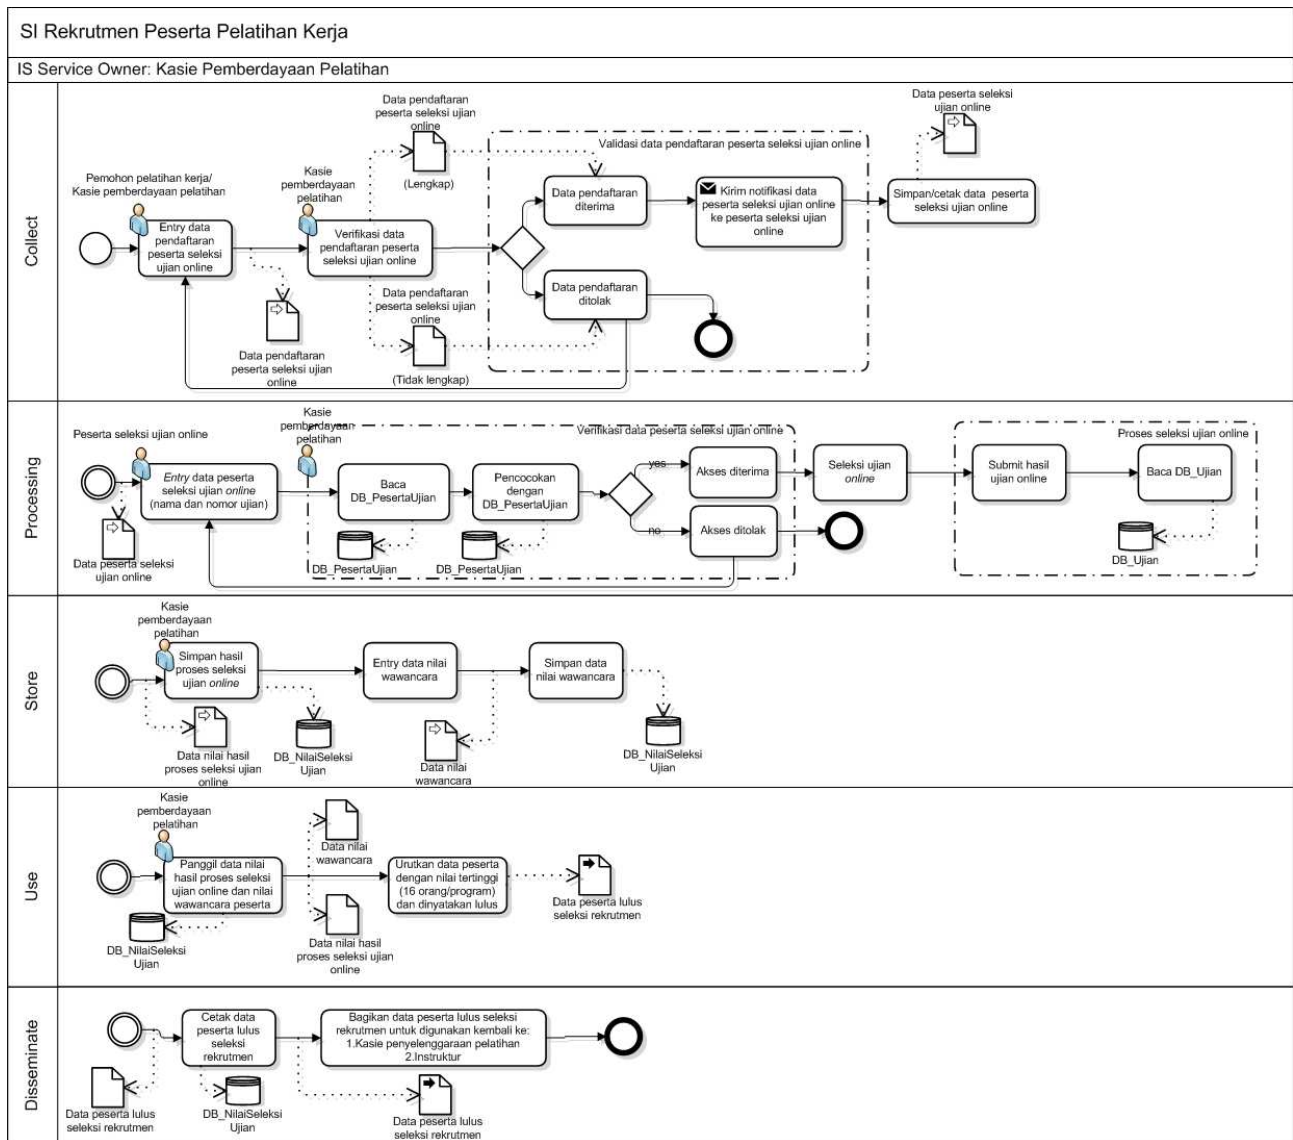 SI Rekrutmen Peserta Pelatihan Kerja
IS Service Owner: Kasie Pemberdayaan Pelatihan
Collect
Pemohon pelatihan kerja/
Kasie pemberdayaan pelatihan
Entry data
pendaftaran
peserta seleksi
ujian online
Data pendaftaran
peserta seleksi ujian
online
Kasie
pemberdayaan
pelatihan
Verifikasi data
pendaftaran peserta
seleksi ujian online
Data pendaftaran
peserta seleksi ujian
online
(Lengkap)
Data pendaftaran
peserta seleksi ujian
online
(Tidak lengkap)
Validasi data pendaftaran peserta seleksi ujian online
Data pendaftaran
diterima
Data pendaftaran
ditolak
Kirim notifikasi data
peserta seleksi ujian online
ke peserta seleksi ujian
online
Data peserta seleksi
ujian online
Simpan/cetak data peserta
seleksi ujian online
Processing
Peserta seleksi ujian online
Entry data peserta
seleksi ujian online
(nama dan nomor ujian)
Data peserta seleksi
ujian online
Kasie
pemberdayaan
pelatihan
Verifikasi data peserta seleksi ujian online
Baca
DB_PesertaUjian
DB_PesertaUjian
Pencocokan
dengan
DB_PesertaUjian
DB_PesertaUjian
yes
no
Akses diterima
Akses ditolak
Seleksi ujian
online
Proses seleksi ujian online
Submit hasil
ujian online
Baca DB_Ujian
DB_Ujian
Store
Kasie
pemberdayaan
pelatihan
Simpan hasil
proses seleksi
ujian online
Data nilai hasil
proses seleksi ujian
online
DB_NilaiSeleksi
Ujian
Entry data nilai
wawancara
Data nilai
wawancara
Simpan data
nilai wawancara
DB_NilaiSeleksi
Ujian
Use
Kasie
pemberdayaan
pelatihan
Panggil data nilai
hasil proses seleksi
ujian online dan nilai
wawancara peserta
DB_NilaiSeleksi
Ujian
Data nilai
wawancara
Data nilai hasil
proses seleksi ujian
online
Urutkan data peserta
dengan nilai tertinggi
(16 orang/program)
dan dinyatakan lulus
Data peserta lulus
seleksi rekrutmen
Disseminate
Data peserta lulus
seleksi rekrutmen
Cetak data
peserta lulus
seleksi
rekrutmen
DB_NilaiSeleksi
Ujian
Bagikan data peserta lulus seleksi
rekrutmen untuk digunakan kembali ke:
1.Kasie penyelenggaraan pelatihan
2.Instruktur
Data peserta lulus
seleksi rekrutmen